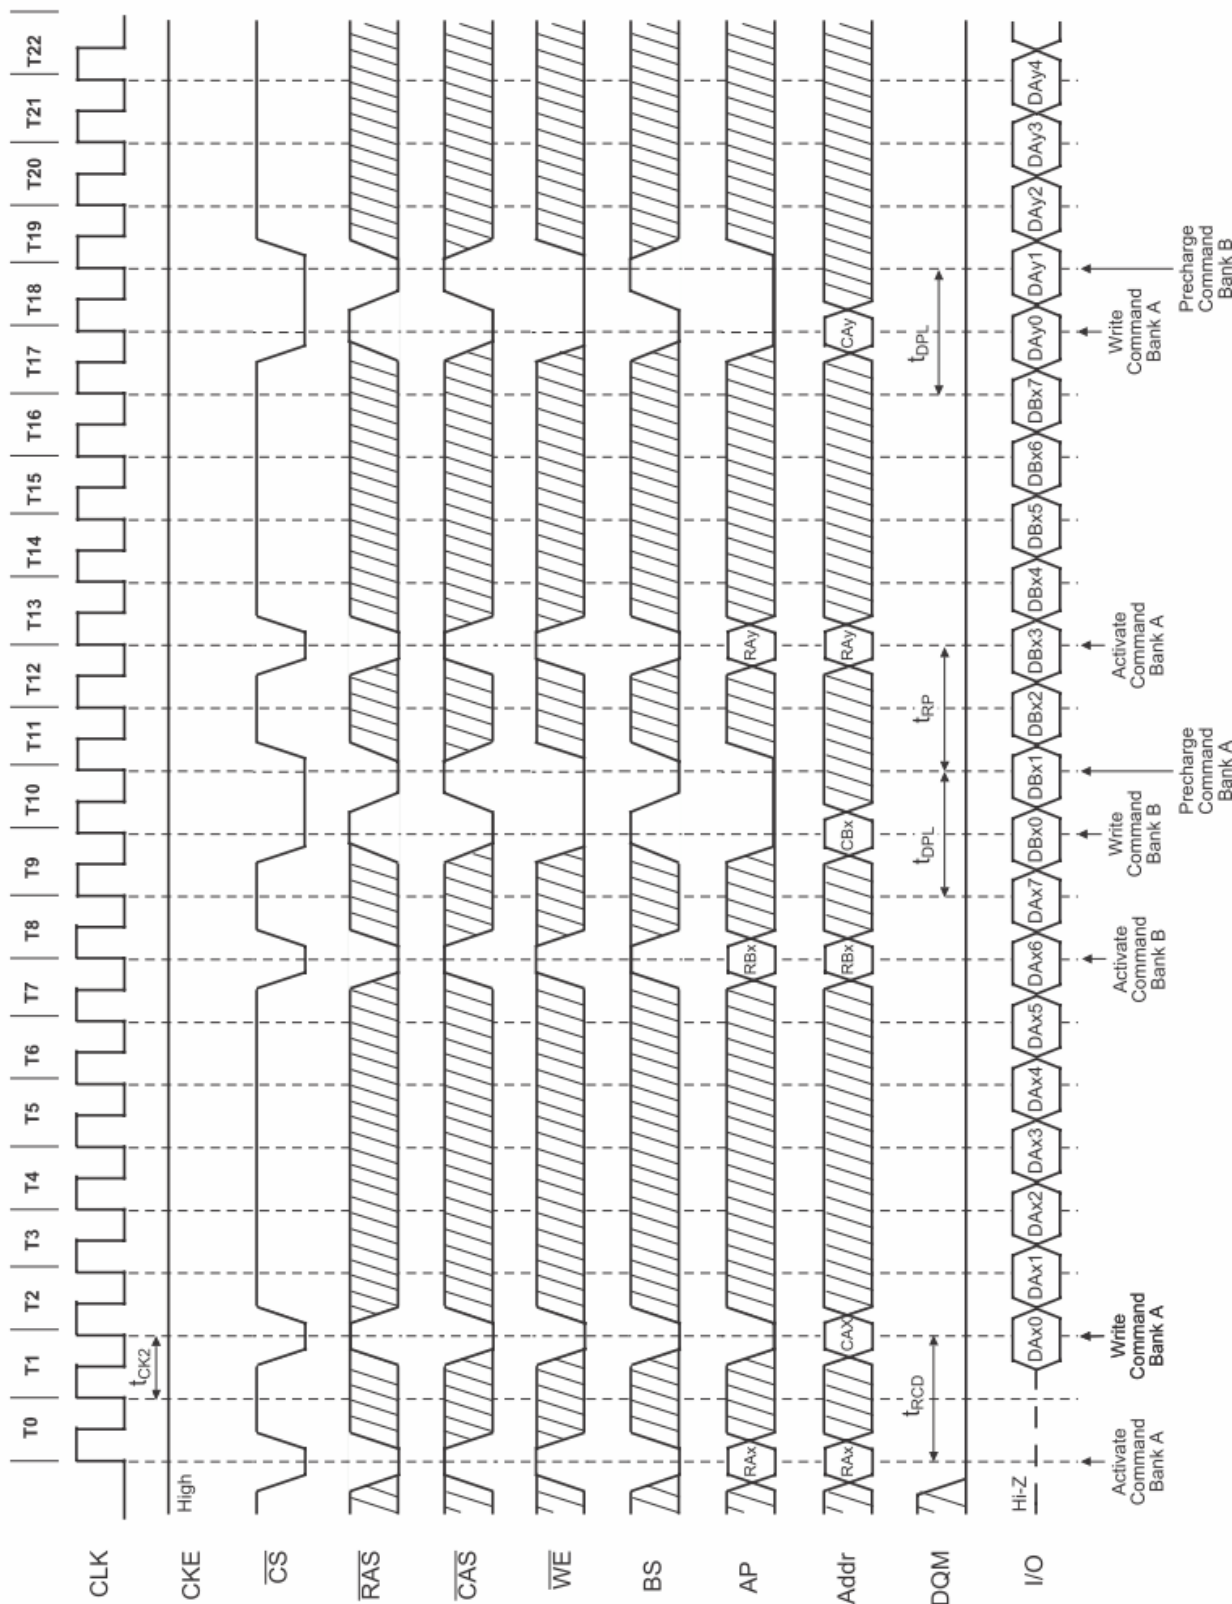 T0 T1 T2 T3 T4 T5 T6 T7 T8 T9 T10 T11 T12 T13 T14 T15 T16 T17 T18 T19 T20 T21 T22
CLK
tCK2
CKE
High
CS
RAS
CAS
WE
BS
AP
RAx RBx RAy
Addr
RAx CAX RBx CBx RAy CAy
DQM
tRCD tDPL tRP tDPL
I/O
Hi-Z
DAx0 DAx1 DAx2 DAx3 DAx4 DAx5 DAx6 DAx7 DBx0 DBx1 DBx2 DBx3 DBx4 DBx5 DBx6 DBx7 DAy0 DAy1 DAy2 DAy3 DAy4
Activate
Command
Bank A
Write
Command
Bank A
Activate
Command
Bank B
Write
Command
Bank B
Precharge
Command
Bank A
Activate
Command
Bank A
Write
Command
Bank A
Precharge
Command
Bank B